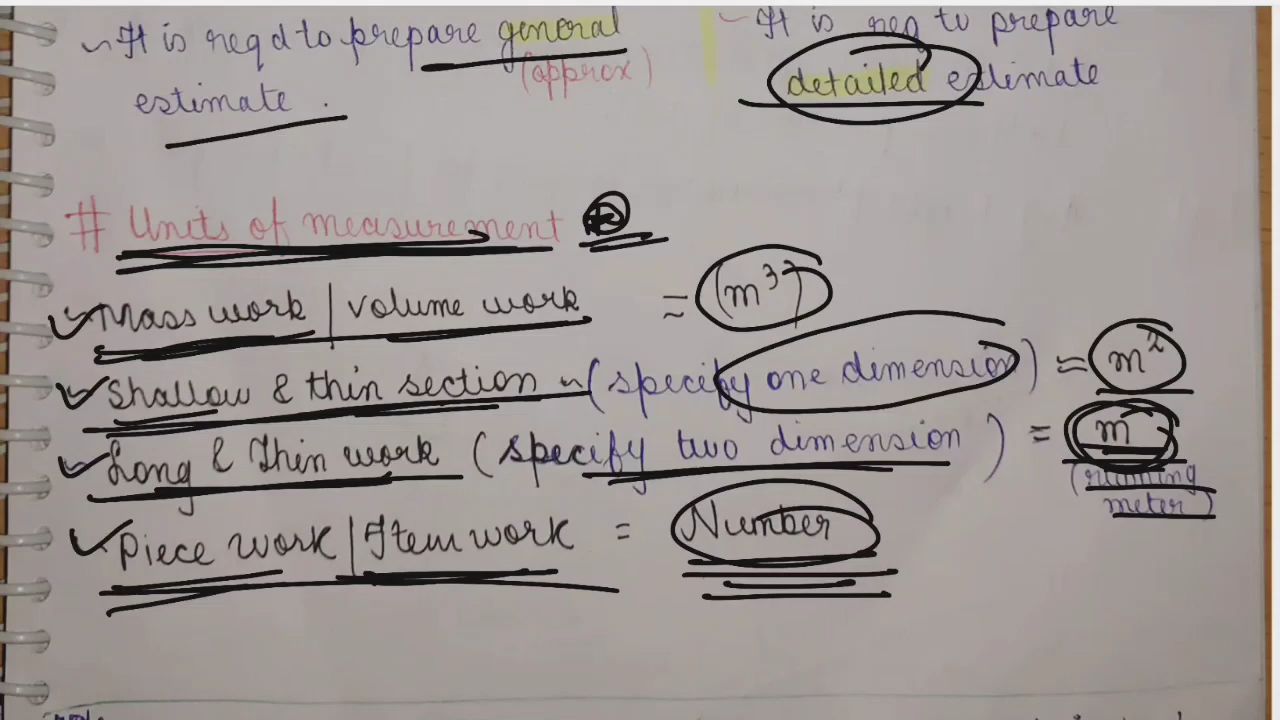 It is reqd to prepare general
(approx)
estimate.
It is req to prepare
detailed estimate
# Units of measurement
Mass work | Volume work = (m³)
Shallow & thin section - (specify one dimension) = m²
Long & Thin work (specify two dimension) = m
(running
meter)
Piece work | Item work = Number